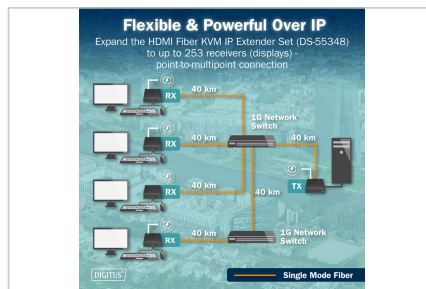 Flexible & Powerful Over IP
Expand the HDMI Fiber KVM IP Extender Set (DS-55348)
to up to 253 receivers (displays) -
point-to-multipoint connection
RX
40 km
1G Network
Switch
RX
40 km
40 km
TX
RX
40 km
40 km
RX
40 km
1G Network
Switch
DIGITUS
Single Mode Fiber